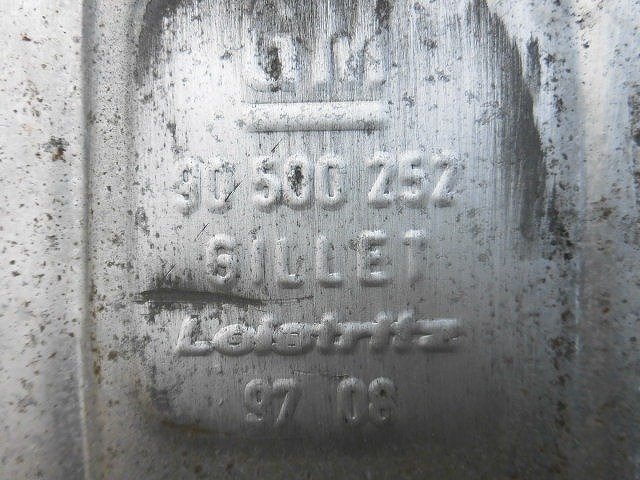 GM
90 500 252
GILLET
Leistritz
97 08